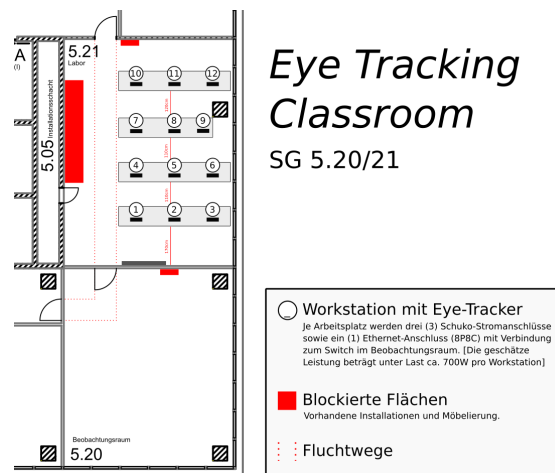 Eye Tracking
Classroom
SG 5.20/21
A
(I)
5.21
Labor
5.05 Installationsschacht
10 11 12
7 8 9
120cm
4 5 6
1 2 3
170cm
Beobachtungsraum
5.20
Workstation mit Eye-Tracker
Je Arbeitsplatz werden drei (3) Schuko-Stromanschlüsse
sowie ein (1) Ethernet-Anschluss (8P8C) mit Verbindung
zum Switch im Beobachtungsraum. [Die geschätze
Leistung beträgt unter Last ca. 700W pro Workstation]
Blockierte Flächen
Vorhandene Installationen und Möbelierung.
Fluchtwege